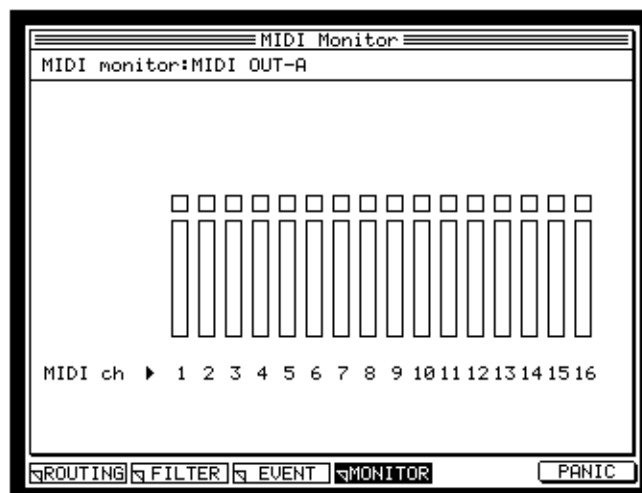 MIDI Monitor
MIDI monitor:MIDI OUT-A
MIDI ch ▶ 1 2 3 4 5 6 7 8 9 10 11 12 13 14 15 16
ROUTING FILTER EVENT MONITOR PANIC